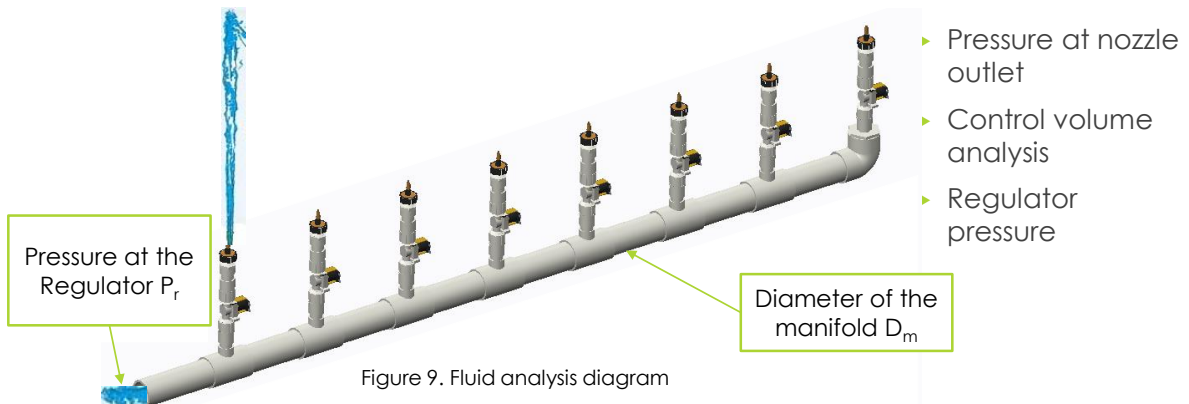 Pressure at nozzle
outlet
Control volume
analysis
Regulator
pressure
Pressure at the
Regulator Pr
Diameter of the
manifold Dm
Figure 9. Fluid analysis diagram